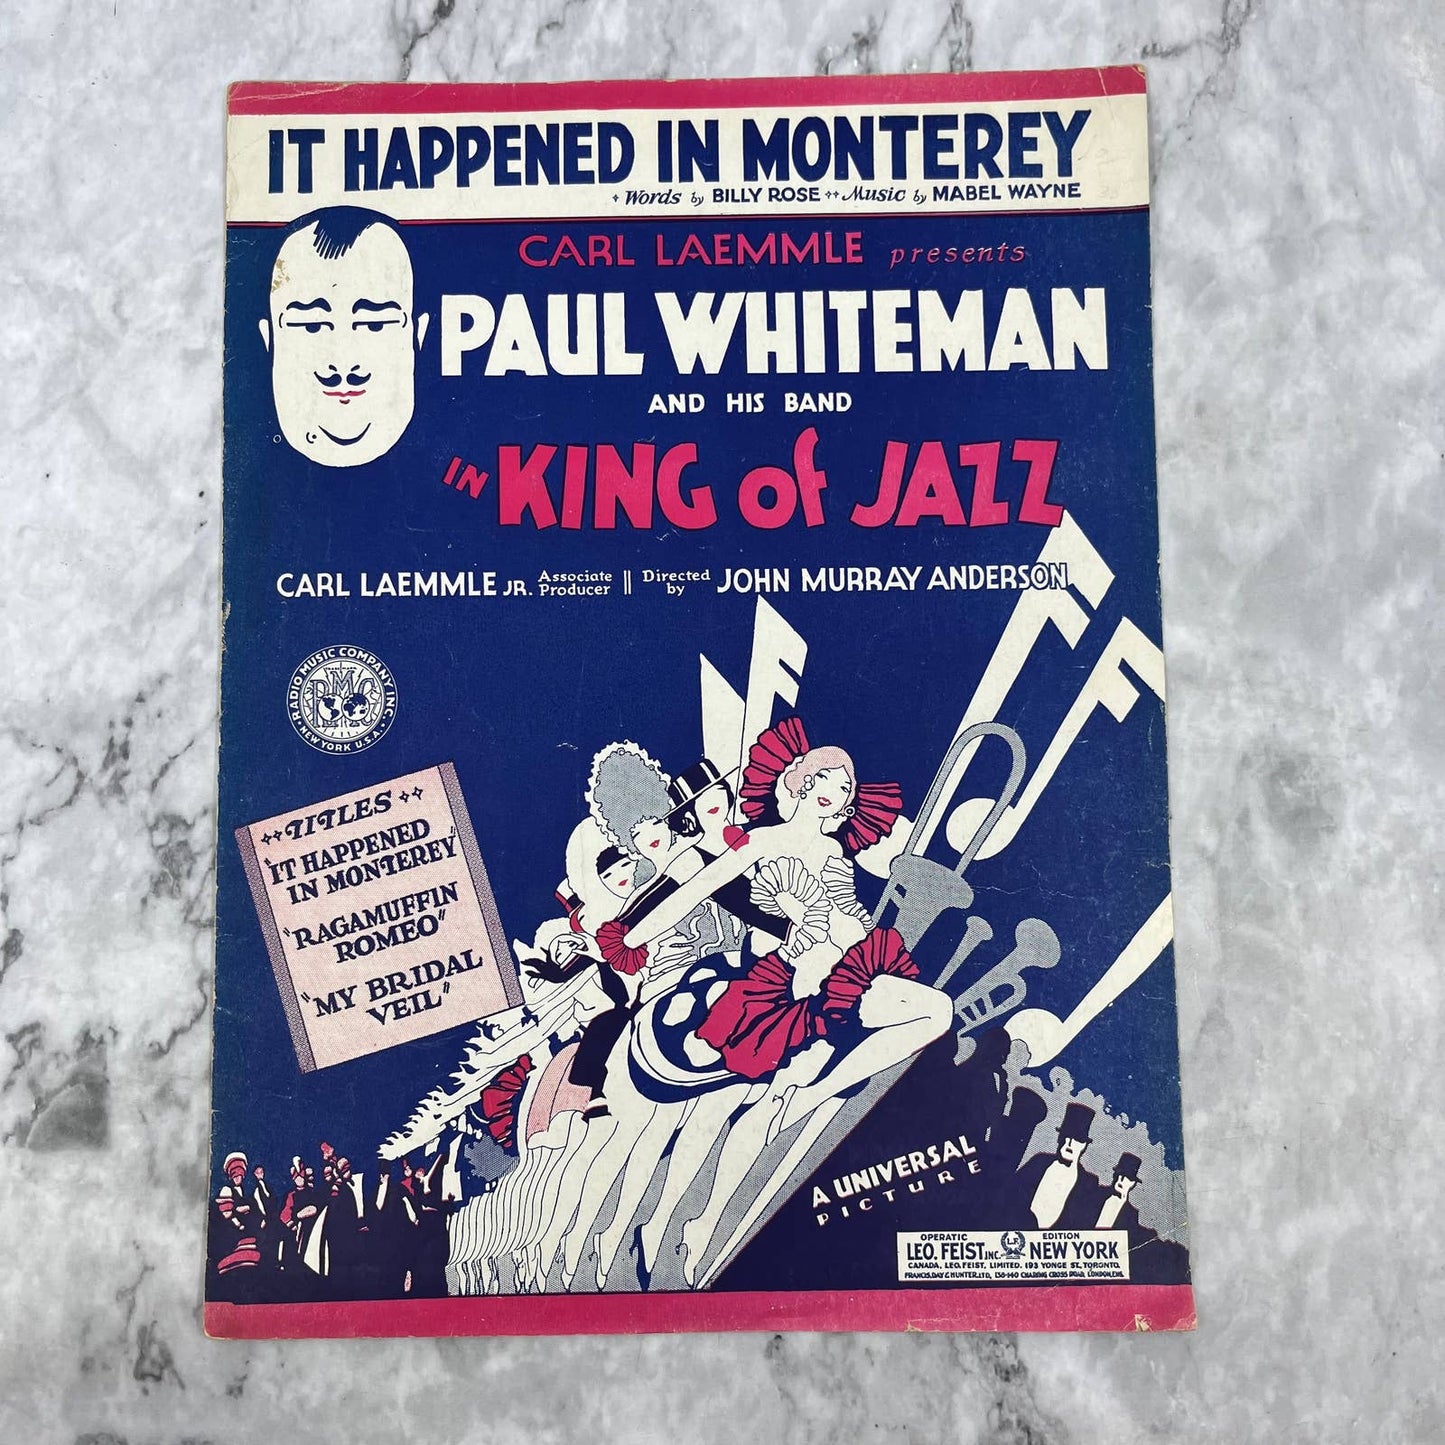 IT HAPPENED IN MONTEREY
Words by BILLY ROSE Music by MABEL WAYNE
CARL LAEMMLE presents
PAUL WHITEMAN
AND HIS BAND
IN KING of JAZZ
CARL LAEMMLE JR. Associate Producer || Directed by JOHN MURRAY ANDERSON
RADIO MUSIC COMPANY INC.
TRADE MARK
RMC
NEW YORK U.S.A.
TITLES
"IT HAPPENED
IN MONTEREY"
"RAGAMUFFIN
ROMEO"
"MY BRIDAL
VEIL"
A UNIVERSAL
PICTURE
OPERATIC EDITION
LEO. FEIST INC. L.F. NEW YORK
CANADA, LEO. FEIST, LIMITED. 193 YONGE ST., TORONTO.
FRANCIS, DAY & HUNTER, LTD., 138-140 CHARING CROSS ROAD, LONDON, ENG.